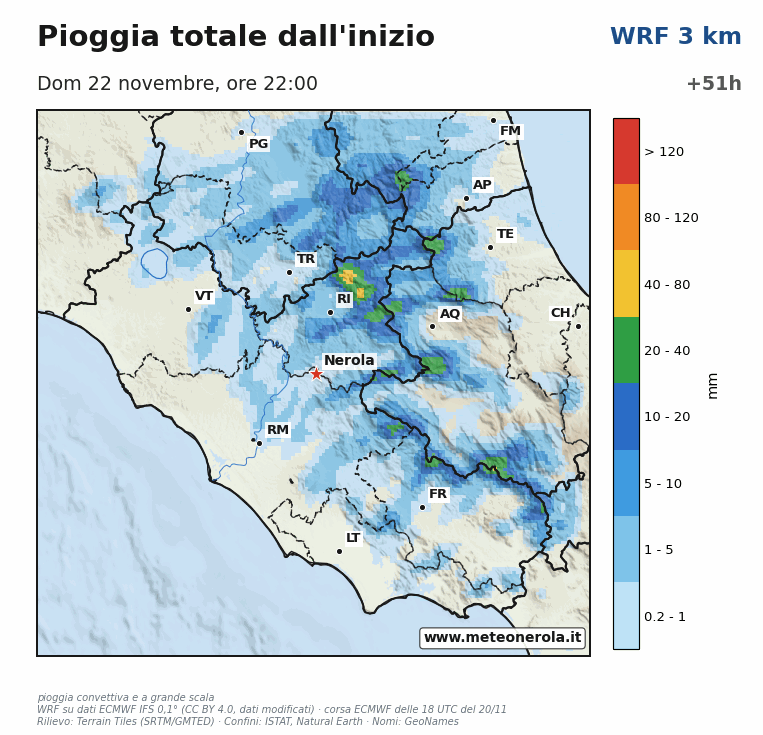 Pioggia totale dall'inizio
WRF 3 km
Dom 22 novembre, ore 22:00
+51h
PG
FM
AP
TE
TR
VT
RI
AQ
CH
Nerola
RM
FR
LT
www.meteonerola.it
> 120
80 - 120
40 - 80
20 - 40
10 - 20
5 - 10
1 - 5
0.2 - 1
mm
pioggia convettiva e a grande scala
WRF su dati ECMWF IFS 0,1° (CC BY 4.0, dati modificati) · corsa ECMWF delle 18 UTC del 20/11
Rilievo: Terrain Tiles (SRTM/GMTED) · Confini: ISTAT, Natural Earth · Nomi: GeoNames